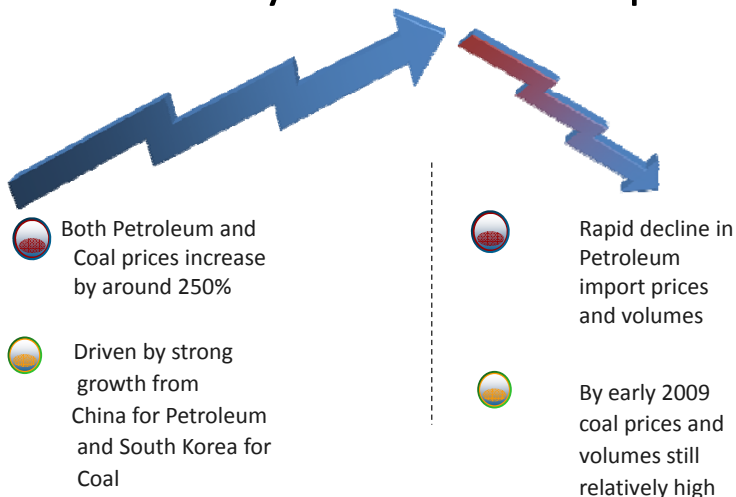 Both Petroleum and
Coal prices increase
by around 250%
Driven by strong
growth from
China for Petroleum
and South Korea for
Coal
Rapid decline in
Petroleum
import prices
and volumes
By early 2009
coal prices and
volumes still
relatively high